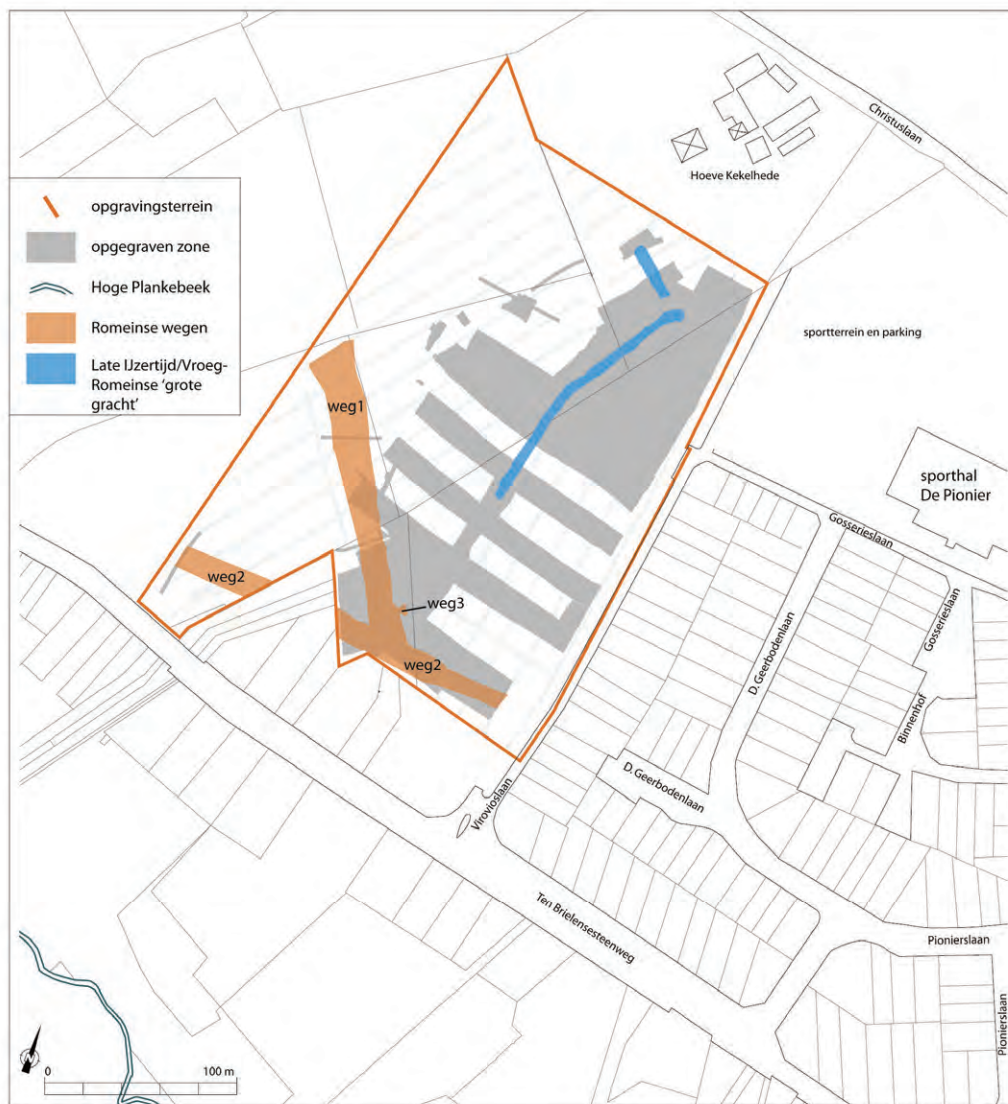 Christuslaan
Hoeve Kekelhede
opgravingsterrein
opgegraven zone
Hoge Plankebeek
Romeinse wegen
Late IJzertijd/Vroeg-
Romeinse ‘grote
gracht’
sportterrein en parking
weg1
sporthal
De Pionier
Gosserieslaan
weg2
weg3
Gosserieslaan
weg2
D. Geerbodenlaan
Binnenhof
D. Geerbodenlaan
Virovioslaan
Ten Brielensesteenweg
Pionierslaan
Pionierslaan
0 100 m